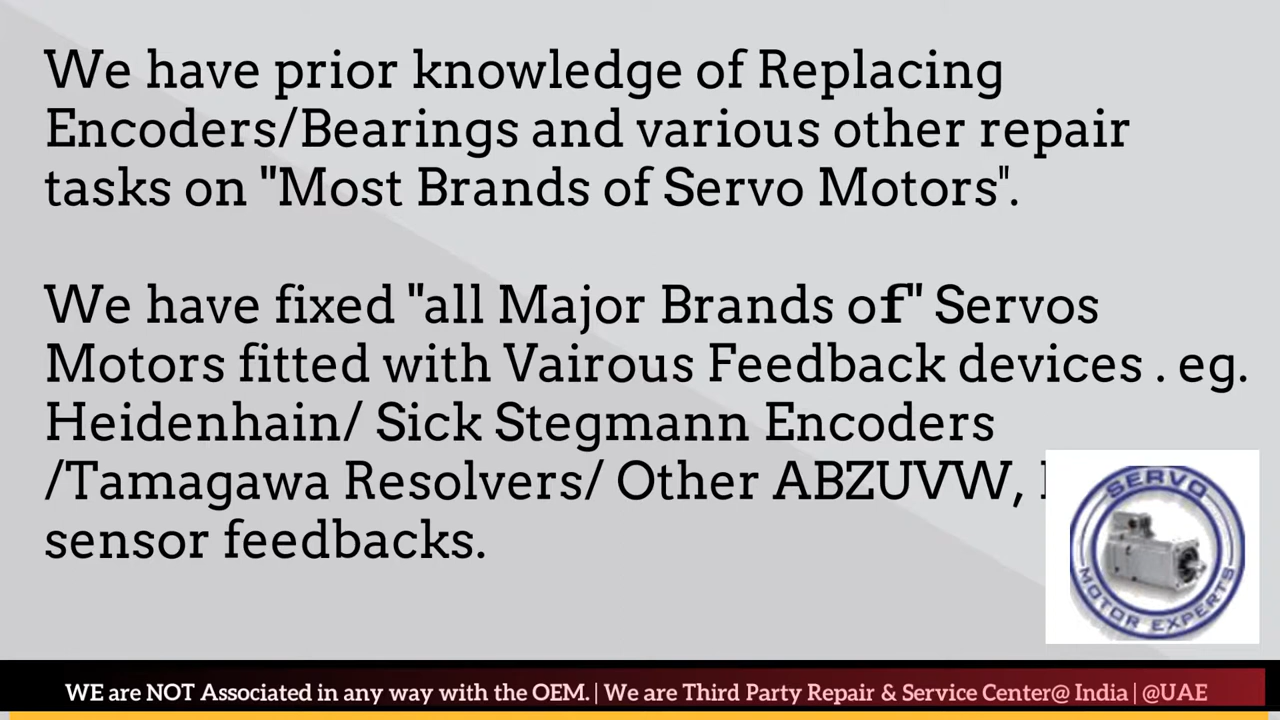 We have prior knowledge of Replacing
Encoders/Bearings and various other repair
tasks on "Most Brands of Servo Motors".
We have fixed "all Major Brands of" Servos
Motors fitted with Vairous Feedback devices . eg.
Heidenhain/ Sick Stegmann Encoders
/Tamagawa Resolvers/ Other ABZUVW,
sensor feedbacks.
SERVO
MOTOR EXPERTS
WE are NOT Associated in any way with the OEM. | We are Third Party Repair & Service Center@ India | @UAE